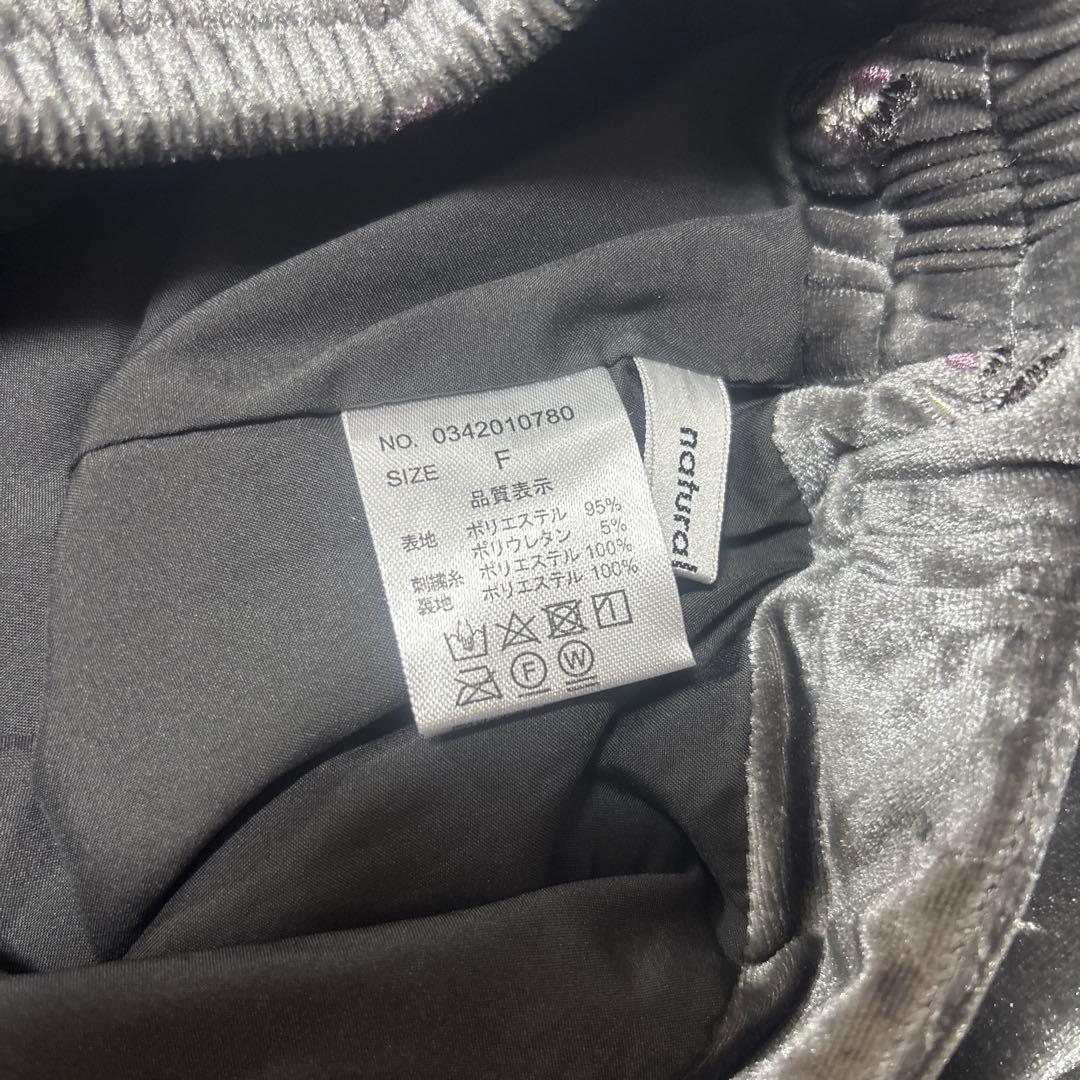 NO. 0342010780
SIZE F
品質表示
表地 ポリエステル 95%
ポリウレタン 5%
刺繍糸 ポリエステル 100%
裏地 ポリエステル 100%
F W
natural